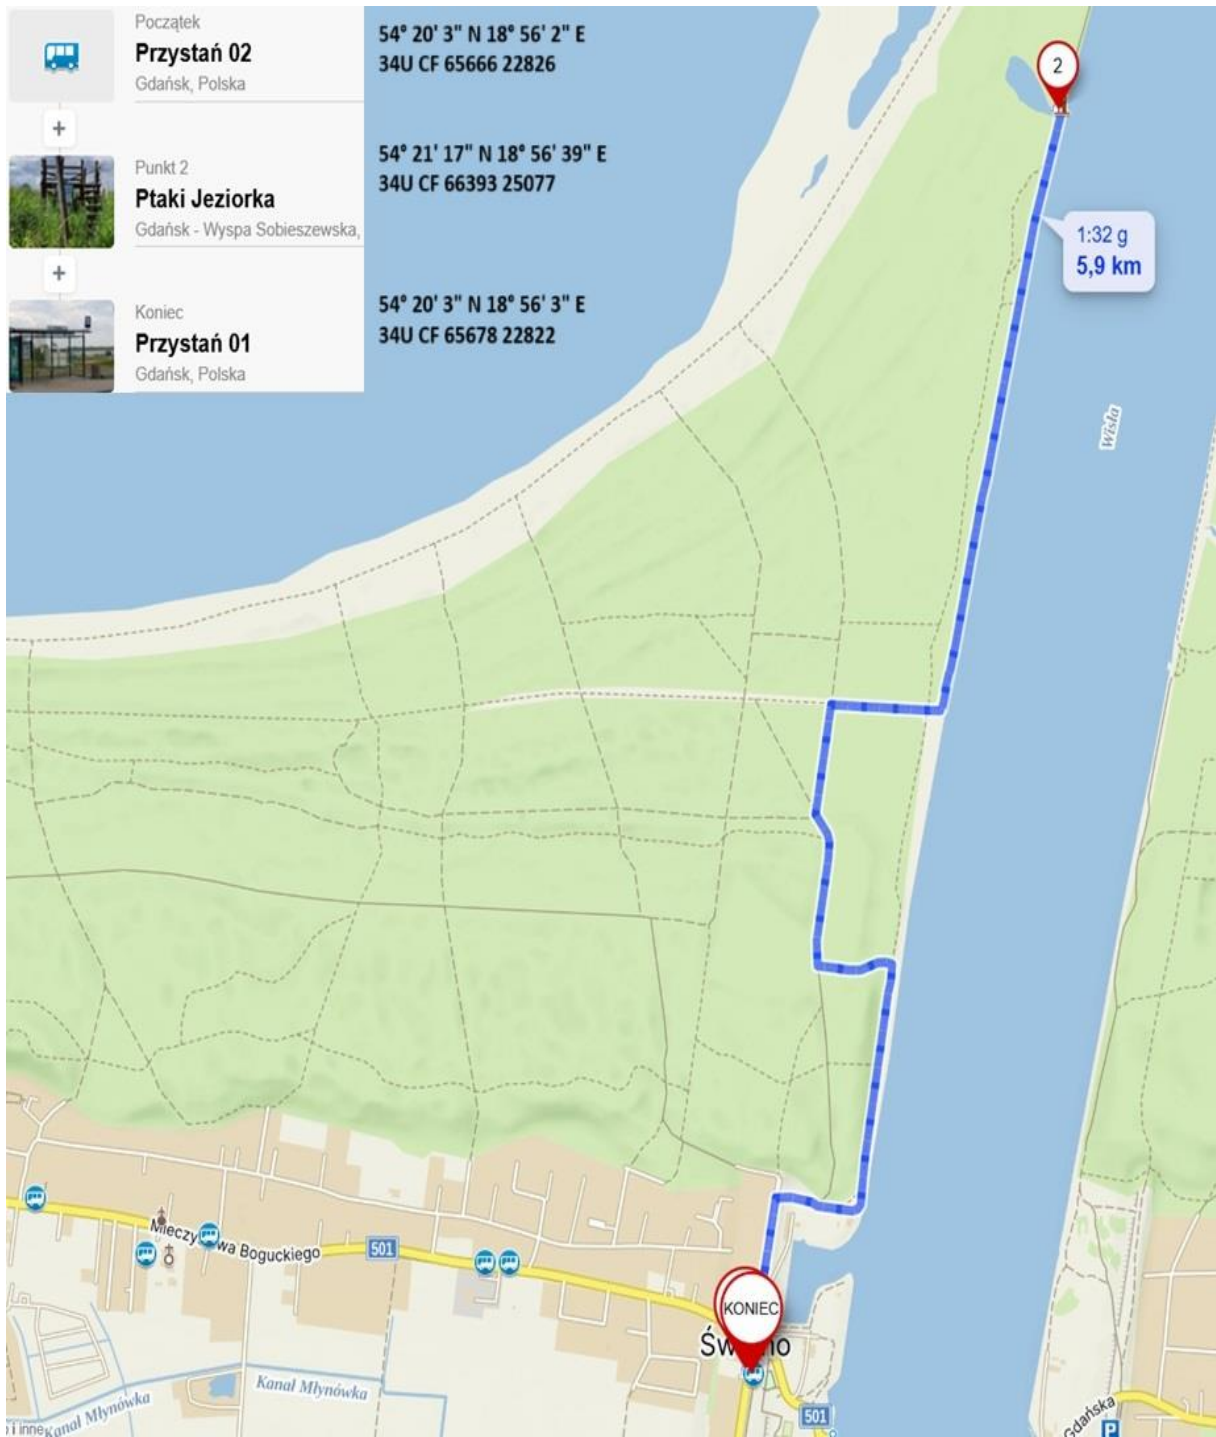 Początek
Przystań 02
Gdańsk, Polska
54° 20' 3" N 18° 56' 2" E
34U CF 65666 22826
+
Punkt 2
Ptaki Jeziorka
Gdańsk - Wyspa Sobieszewska,
54° 21' 17" N 18° 56' 39" E
34U CF 66393 25077
+
Koniec
Przystań 01
Gdańsk, Polska
54° 20' 3" N 18° 56' 3" E
34U CF 65678 22822
2
1:32 g
5,9 km
Wisła
501
KONIEC
Kanał Młynówka
Kanał Młynówka
i inne
501
Gdańska
P